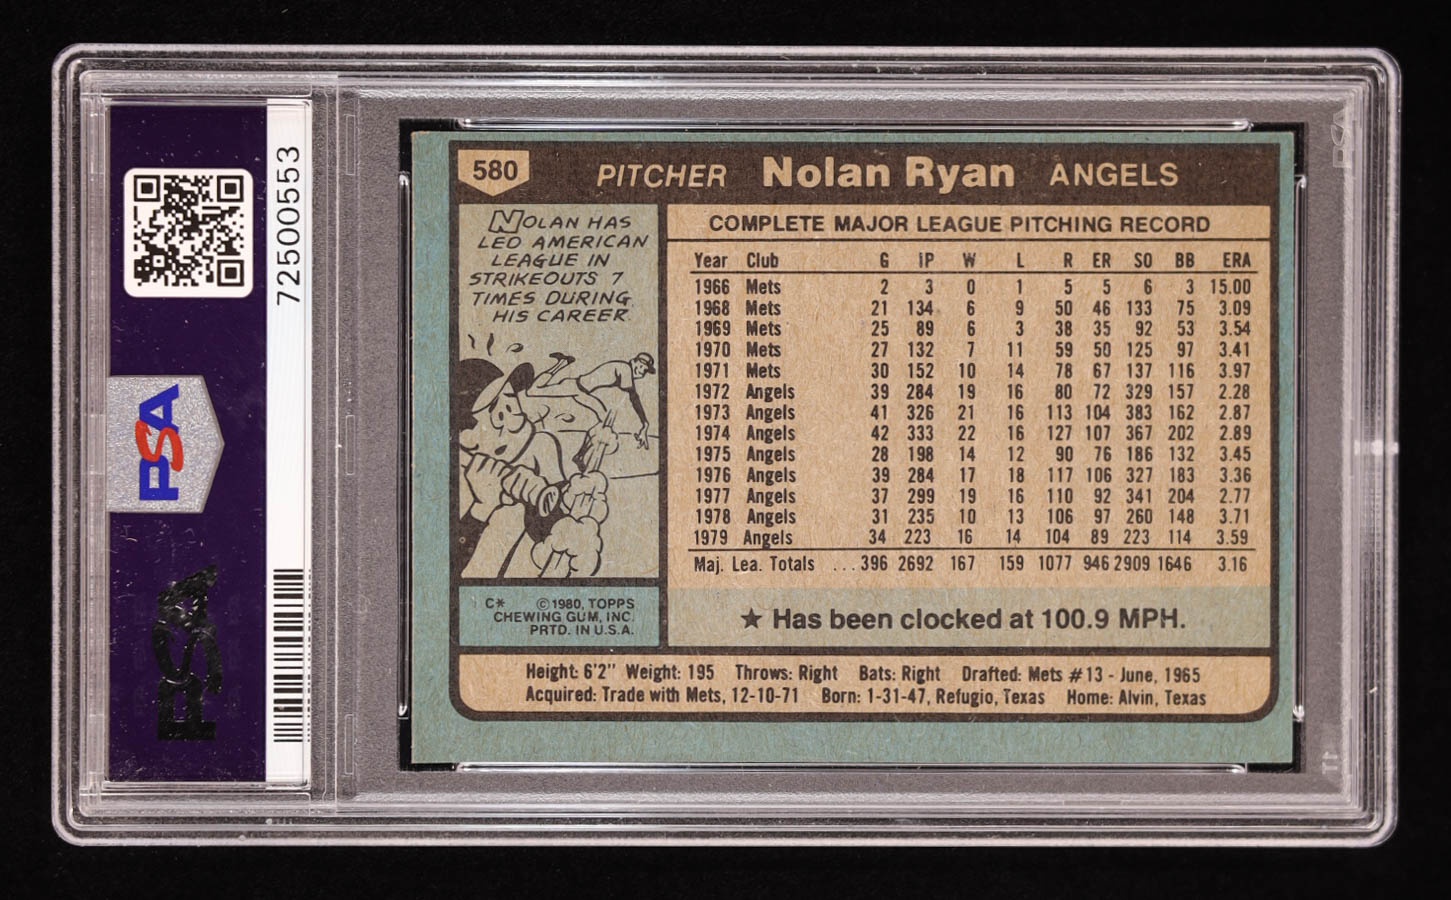 72500553
PSA
PSA
580 PITCHER Nolan Ryan ANGELS
NOLAN HAS
LED AMERICAN
LEAGUE IN
STRIKEOUTS 7
TIMES DURING
HIS CAREER.
C* © 1980, TOPPS
CHEWING GUM, INC.
PRTD. IN U.S.A.
COMPLETE MAJOR LEAGUE PITCHING RECORD
Year Club G IP W L R ER SO BB ERA
1966 Mets 2 3 0 1 5 5 6 3 15.00
1968 Mets 21 134 6 9 50 46 133 75 3.09
1969 Mets 25 89 6 3 38 35 92 53 3.54
1970 Mets 27 132 7 11 59 50 125 97 3.41
1971 Mets 30 152 10 14 78 67 137 116 3.97
1972 Angels 39 284 19 16 80 72 329 157 2.28
1973 Angels 41 326 21 16 113 104 383 162 2.87
1974 Angels 42 333 22 16 127 107 367 202 2.89
1975 Angels 28 198 14 12 90 76 186 132 3.45
1976 Angels 39 284 17 18 117 106 327 183 3.36
1977 Angels 37 299 19 16 110 92 341 204 2.77
1978 Angels 31 235 10 13 106 97 260 148 3.71
1979 Angels 34 223 16 14 104 89 223 114 3.59
Maj. Lea. Totals ...396 2692 167 159 1077 946 2909 1646 3.16
★ Has been clocked at 100.9 MPH.
Height: 6'2" Weight: 195 Throws: Right Bats: Right Drafted: Mets #13 - June, 1965
Acquired: Trade with Mets, 12-10-71 Born: 1-31-47, Refugio, Texas Home: Alvin, Texas
PSA